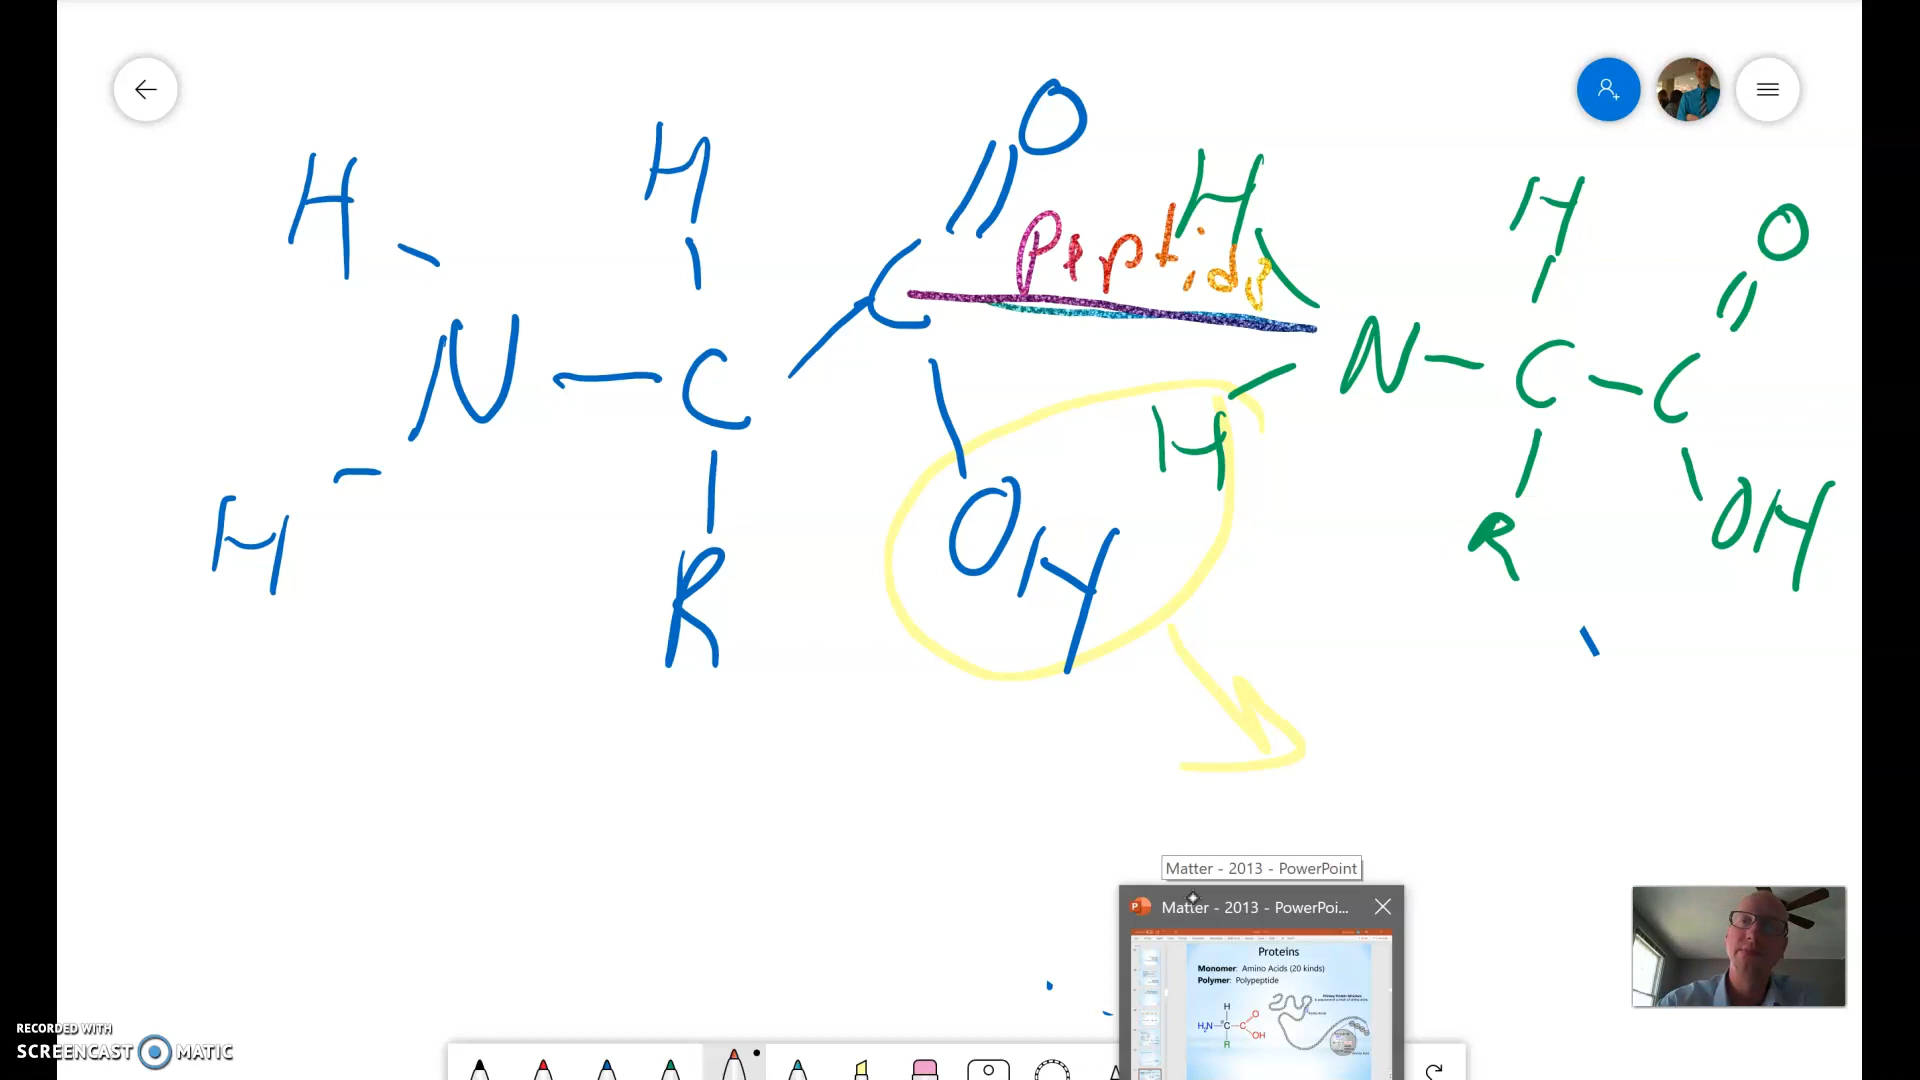 O
H H H H O
Peptide
C
N C N C C
H
H OH R OH
R
Matter - 2013 - PowerPoint
Matter - 2013 - PowerPoi...
Proteins
Monomer: Amino Acids (20 kinds)
Polymer: Polypeptide
H
O
H₂N C C
OH
R
RECORDED WITH
SCREENCAST MATIC